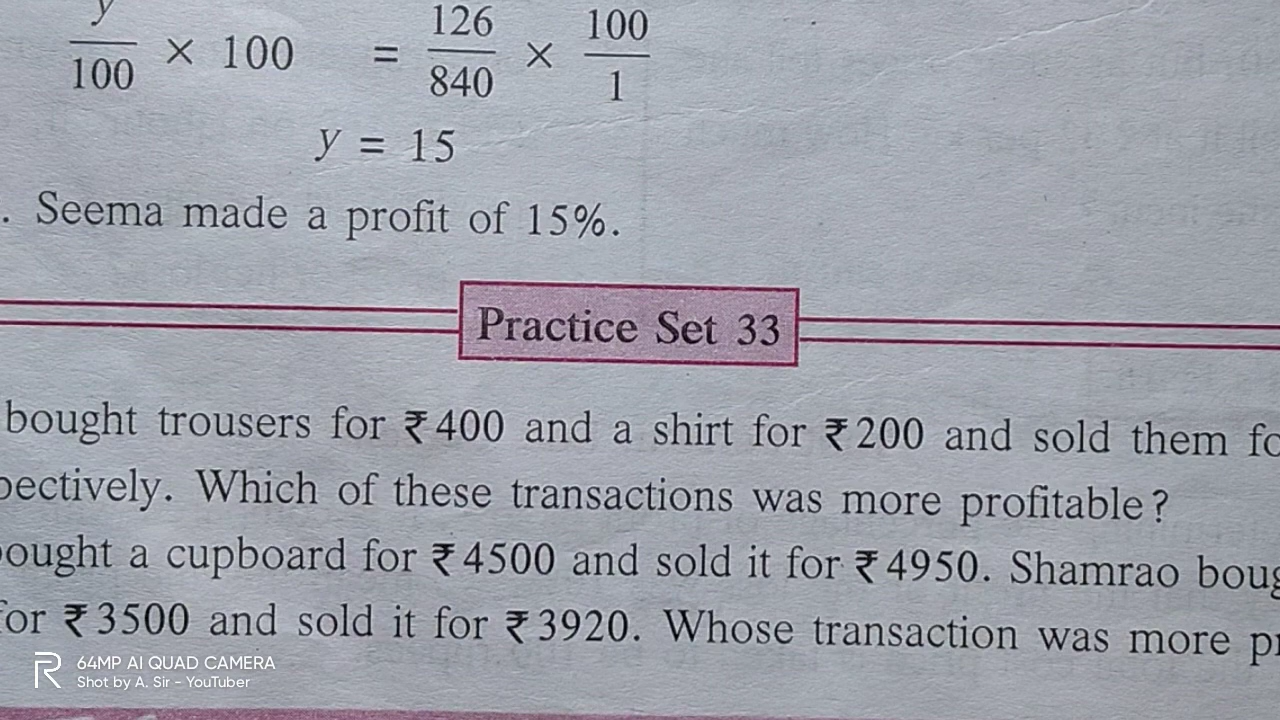 y/100 × 100 = 126/840 × 100/1
y = 15
. Seema made a profit of 15%.
Practice Set 33
bought trousers for ₹400 and a shirt for ₹200 and sold them
pectively. Which of these transactions was more profitable?
ought a cupboard for ₹4500 and sold it for ₹4950. Shamrao
for ₹3500 and sold it for ₹3920. Whose transaction was more
64MP AI QUAD CAMERA
Shot by A. Sir - YouTuber